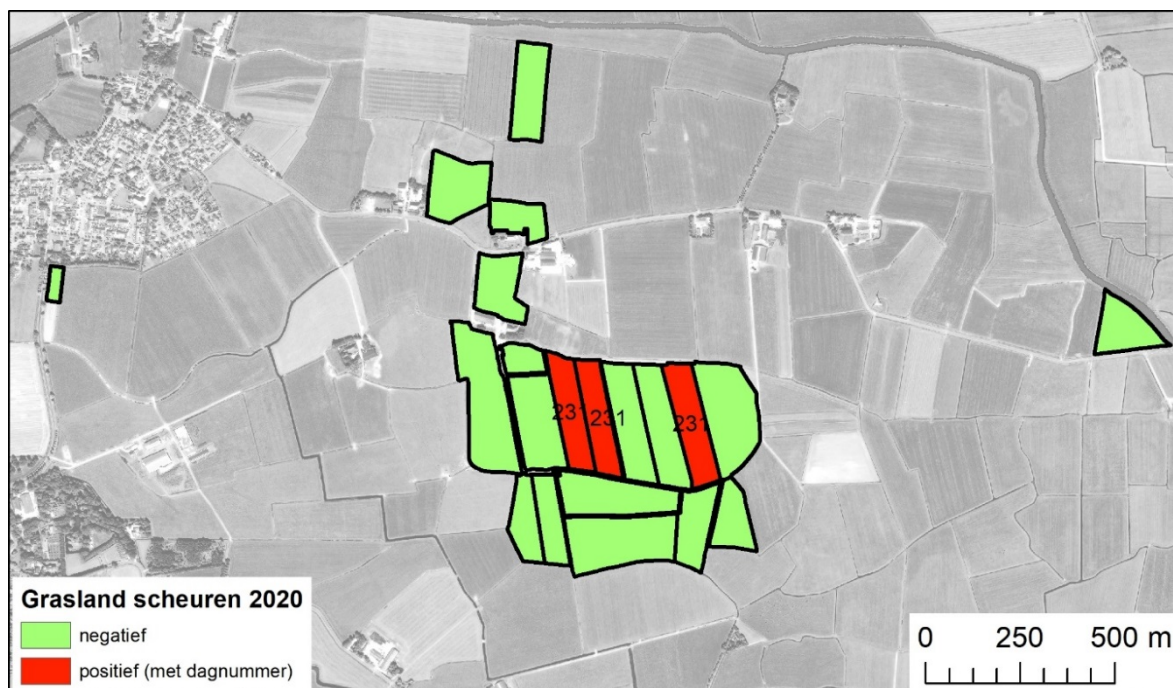 231
231
231
Grasland scheuren 2020
negatief
positief (met dagnummer)
0 250 500 m